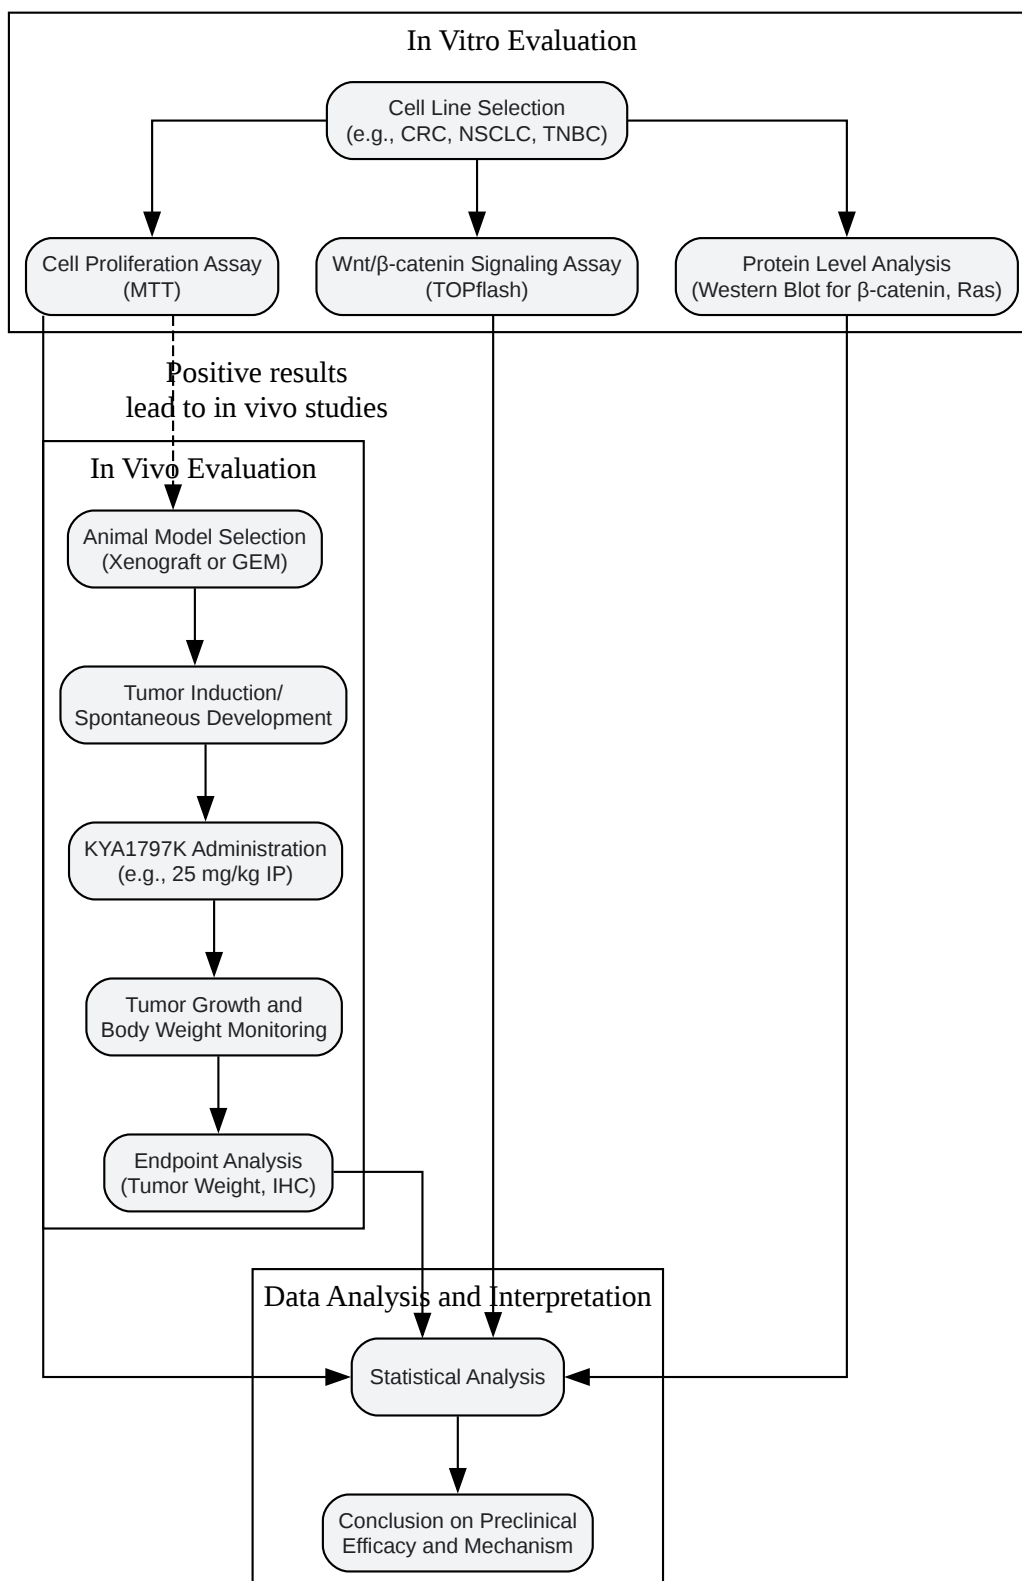 In Vitro Evaluation
Cell Line Selection
(e.g., CRC, NSCLC, TNBC)
Cell Proliferation Assay
(MTT)
Wnt/β-catenin Signaling Assay
(TOPflash)
Protein Level Analysis
(Western Blot for β-catenin, Ras)
Positive results
lead to in vivo studies
In Vivo Evaluation
Animal Model Selection
(Xenograft or GEM)
Tumor Induction/
Spontaneous Development
KYA1797K Administration
(e.g., 25 mg/kg IP)
Tumor Growth and
Body Weight Monitoring
Endpoint Analysis
(Tumor Weight, IHC)
Data Analysis and Interpretation
Statistical Analysis
Conclusion on Preclinical
Efficacy and Mechanism